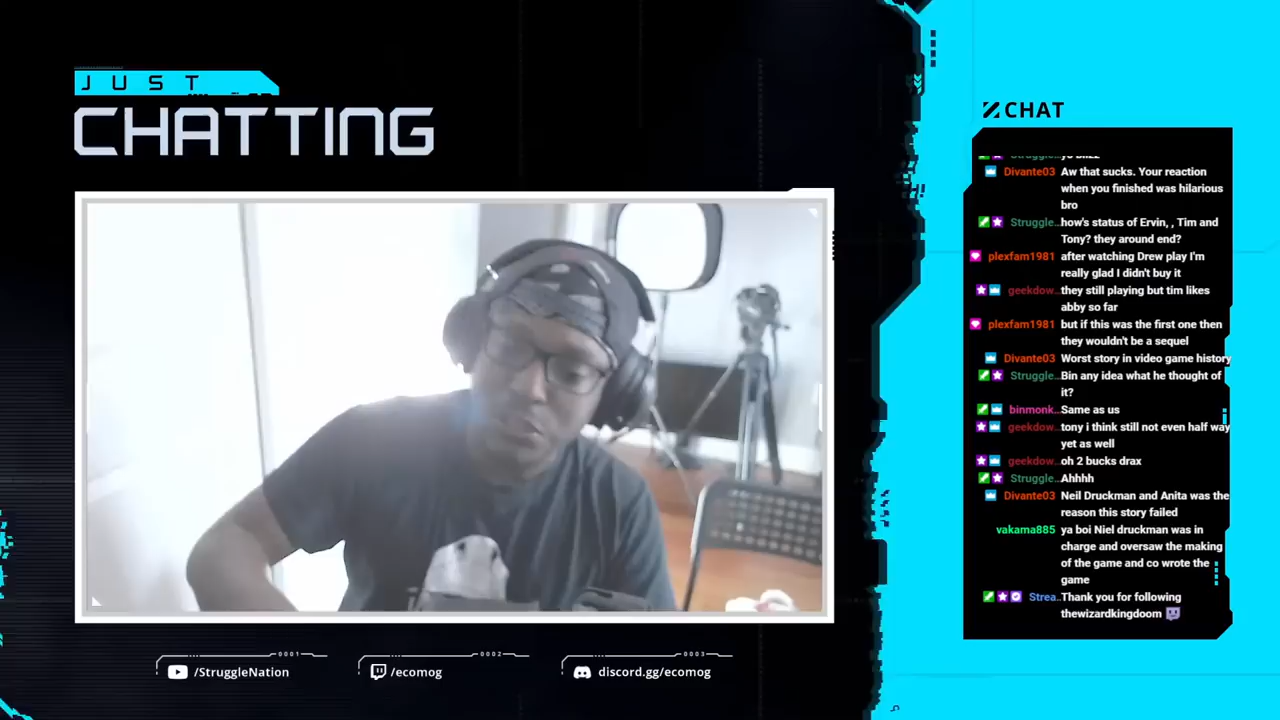 JUST
CHATTING
CHAT
Divante03 Aw that sucks. Your reaction
when you finished was hilarious
bro
Struggle... how's status of Ervin, , Tim and
Tony? they around end?
plexfam1981 after watching Drew play I'm
really glad I didn't buy it
geekdow... they still playing but tim likes
abby so far
plexfam1981 but if this was the first one then
they wouldn't be a sequel
Divante03 Worst story in video game history
Struggle... Bin any idea what he thought of
it?
binmonk... Same as us
geekdow... tony i think still not even half way
yet as well
geekdow... oh 2 bucks drax
Struggle... Ahhhh
Divante03 Neil Druckman and Anita was the
reason this story failed
vakama885 ya boi Niel druckman was in
charge and oversaw the making
of the game and co wrote the
game
Strea... Thank you for following
thewizardkingdoom
0001 0002 0003
/StruggleNation /ecomog discord.gg/ecomog